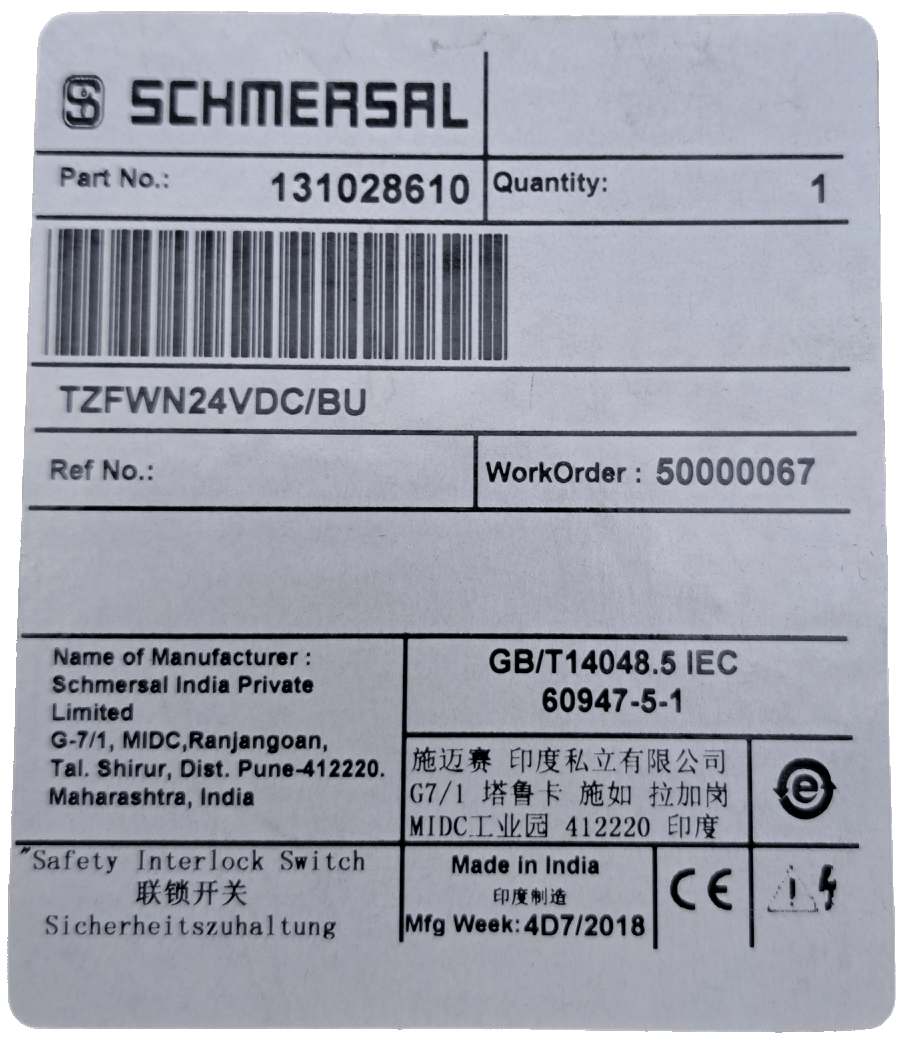 SCHMERSAL
Part No.: 131028610 Quantity: 1
TZFWN24VDC/BU
Ref No.: WorkOrder : 50000067
Name of Manufacturer :
Schmersal India Private
Limited
G-7/1, MIDC,Ranjangoan,
Tal. Shirur, Dist. Pune-412220.
Maharashtra, India
GB/T14048.5 IEC
60947-5-1
施迈赛 印度私立有限公司
G7/1 塔鲁卡 施如 拉加岗
MIDC工业园 412220 印度
e
"Safety Interlock Switch
联锁开关
Sicherheitszuhaltung
Made in India
印度制造
Mfg Week: 4D7/2018
CE